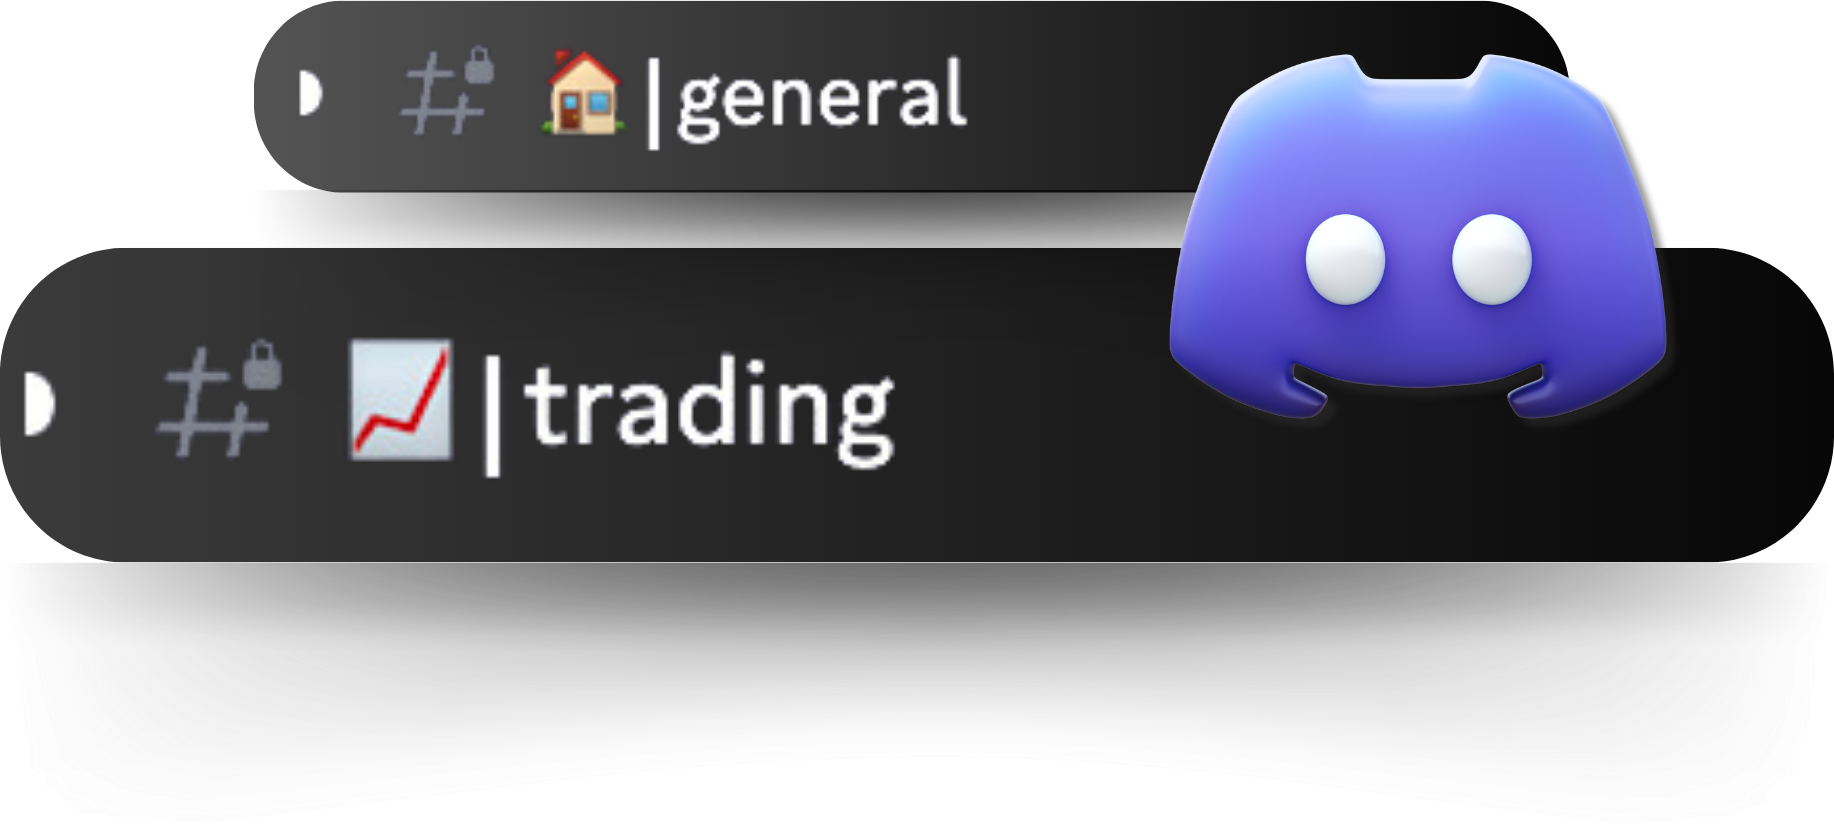 # 🏠|general
# 📈|trading